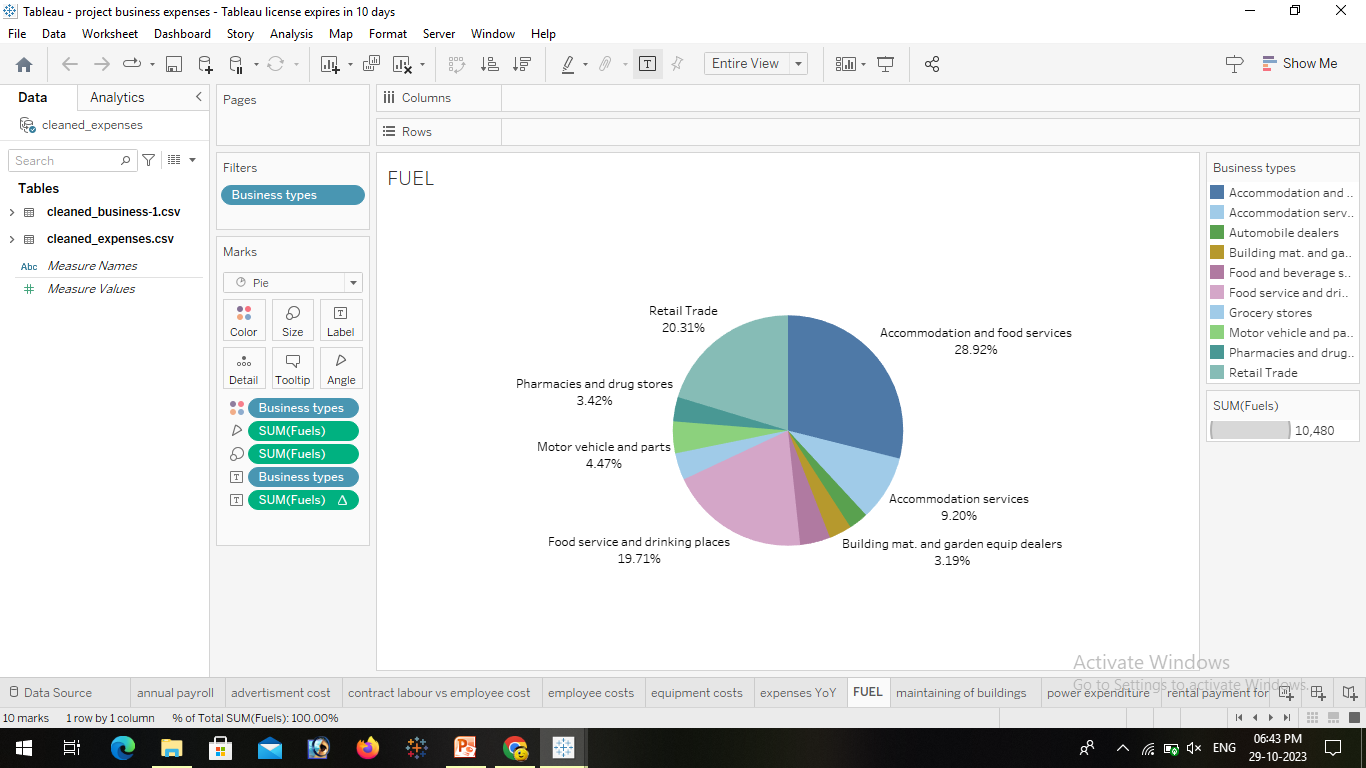 Tableau - project business expenses - Tableau license expires in 10 days
File Data Worksheet Dashboard Story Analysis Map Format Server Window Help
Entire View
Show Me
Data Analytics
cleaned_expenses
Search
Tables
cleaned_business-1.csv
cleaned_expenses.csv
Abc Measure Names
# Measure Values
Pages
Filters
Business types
Marks
Pie
Color Size Label
Detail Tooltip Angle
Business types
SUM(Fuels)
SUM(Fuels)
T Business types
T SUM(Fuels) Δ
Columns
Rows
FUEL
Retail Trade
20.31%
Accommodation and food services
28.92%
Pharmacies and drug stores
3.42%
Motor vehicle and parts
4.47%
Accommodation services
9.20%
Food service and drinking places
19.71%
Building mat. and garden equip dealers
3.19%
Business types
Accommodation and ..
Accommodation serv..
Automobile dealers
Building mat. and ga..
Food and beverage s..
Food service and dri..
Grocery stores
Motor vehicle and pa..
Pharmacies and drug..
Retail Trade
SUM(Fuels)
10,480
Activate Windows
Go to Settings to activate Windows.
Data Source annual payroll advertisment cost contract labour vs employee cost employee costs equipment costs expenses YoY FUEL maintaining of buildings power expenditure rental payment for
10 marks 1 row by 1 column % of Total SUM(Fuels): 100.00%
ENG
06:43 PM
29-10-2023